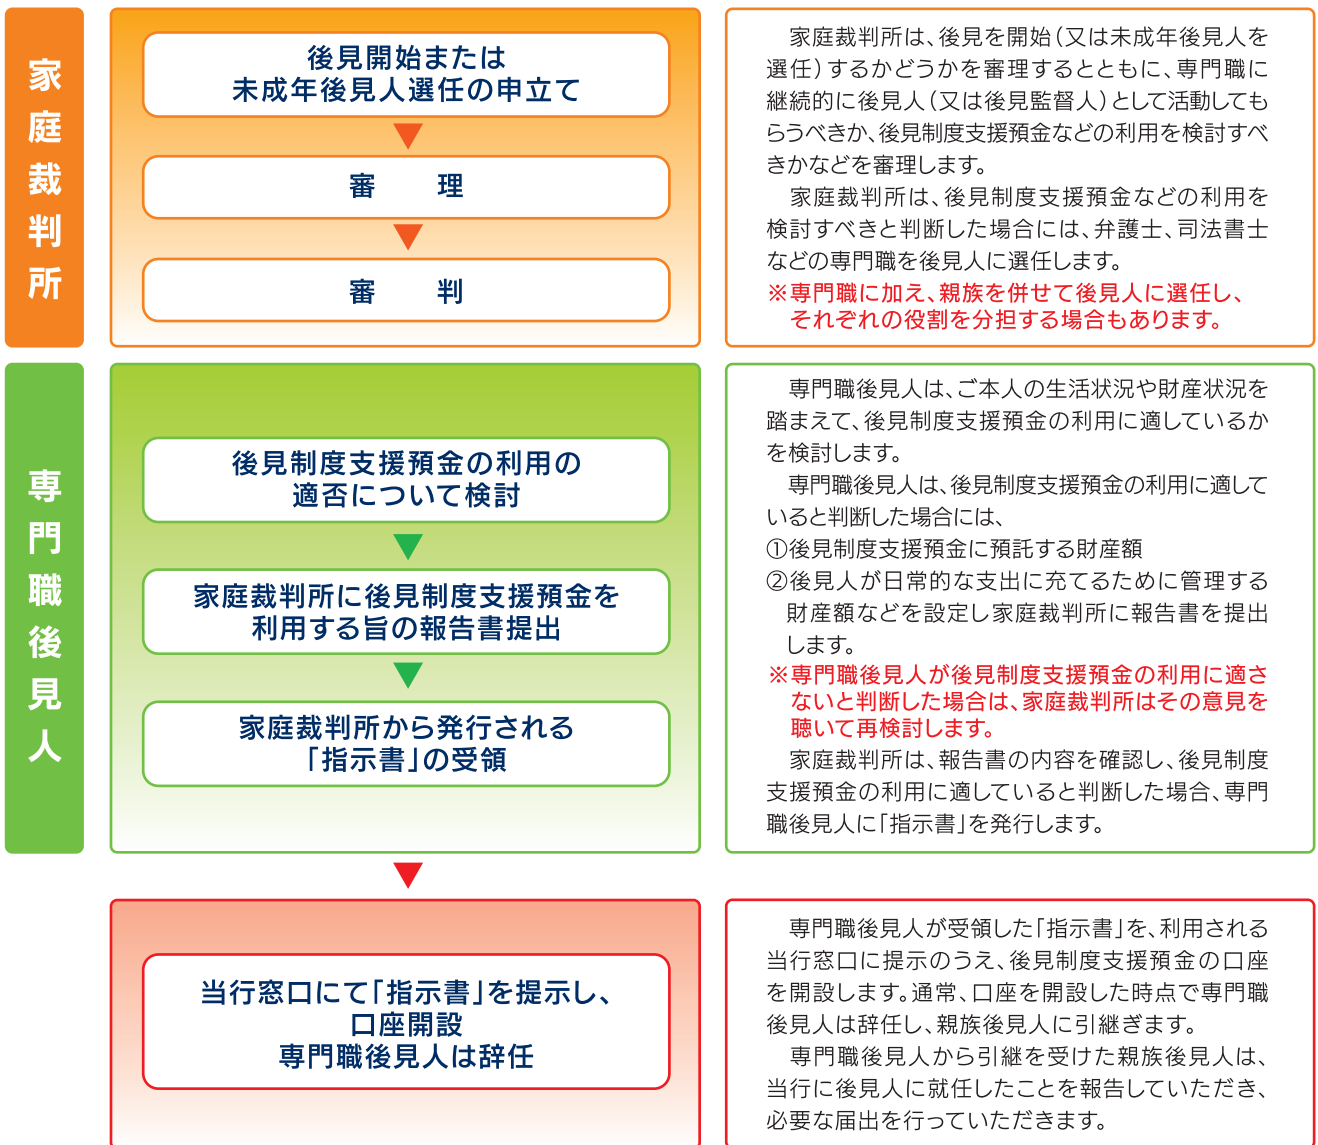 家庭裁判所
後見開始または
未成年後見人選任の申立て
審　　理
審　　判
家庭裁判所は、後見を開始（又は未成年後見人を
選任）するかどうかを審理するとともに、専門職に
継続的に後見人（又は後見監督人）として活動しても
らうべきか、後見制度支援預金などの利用を検討すべ
きかなどを審理します。
家庭裁判所は、後見制度支援預金などの利用を
検討すべきと判断した場合には、弁護士、司法書士
などの専門職を後見人に選任します。
※専門職に加え、親族を併せて後見人に選任し、
それぞれの役割を分担する場合もあります。
専門職後見人
後見制度支援預金の利用の
適否について検討
家庭裁判所に後見制度支援預金を
利用する旨の報告書提出
家庭裁判所から発行される
「指示書」の受領
専門職後見人は、ご本人の生活状況や財産状況を
踏まえて、後見制度支援預金の利用に適しているか
を検討します。
専門職後見人は、後見制度支援預金の利用に適して
いると判断した場合には、
①後見制度支援預金に預託する財産額
②後見人が日常的な支出に充てるために管理する
財産額などを設定し家庭裁判所に報告書を提出
します。
※専門職後見人が後見制度支援預金の利用に適さ
ないと判断した場合は、家庭裁判所はその意見を
聴いて再検討します。
家庭裁判所は、報告書の内容を確認し、後見制度
支援預金の利用に適していると判断した場合、専門
職後見人に「指示書」を発行します。
当行窓口にて「指示書」を提示し、
口座開設
専門職後見人は辞任
専門職後見人が受領した「指示書」を、利用される
当行窓口に提示のうえ、後見制度支援預金の口座
を開設します。通常、口座を開設した時点で専門職
後見人は辞任し、親族後見人に引継ぎます。
専門職後見人から引継を受けた親族後見人は、
当行に後見人に就任したことを報告していただき、
必要な届出を行っていただきます。